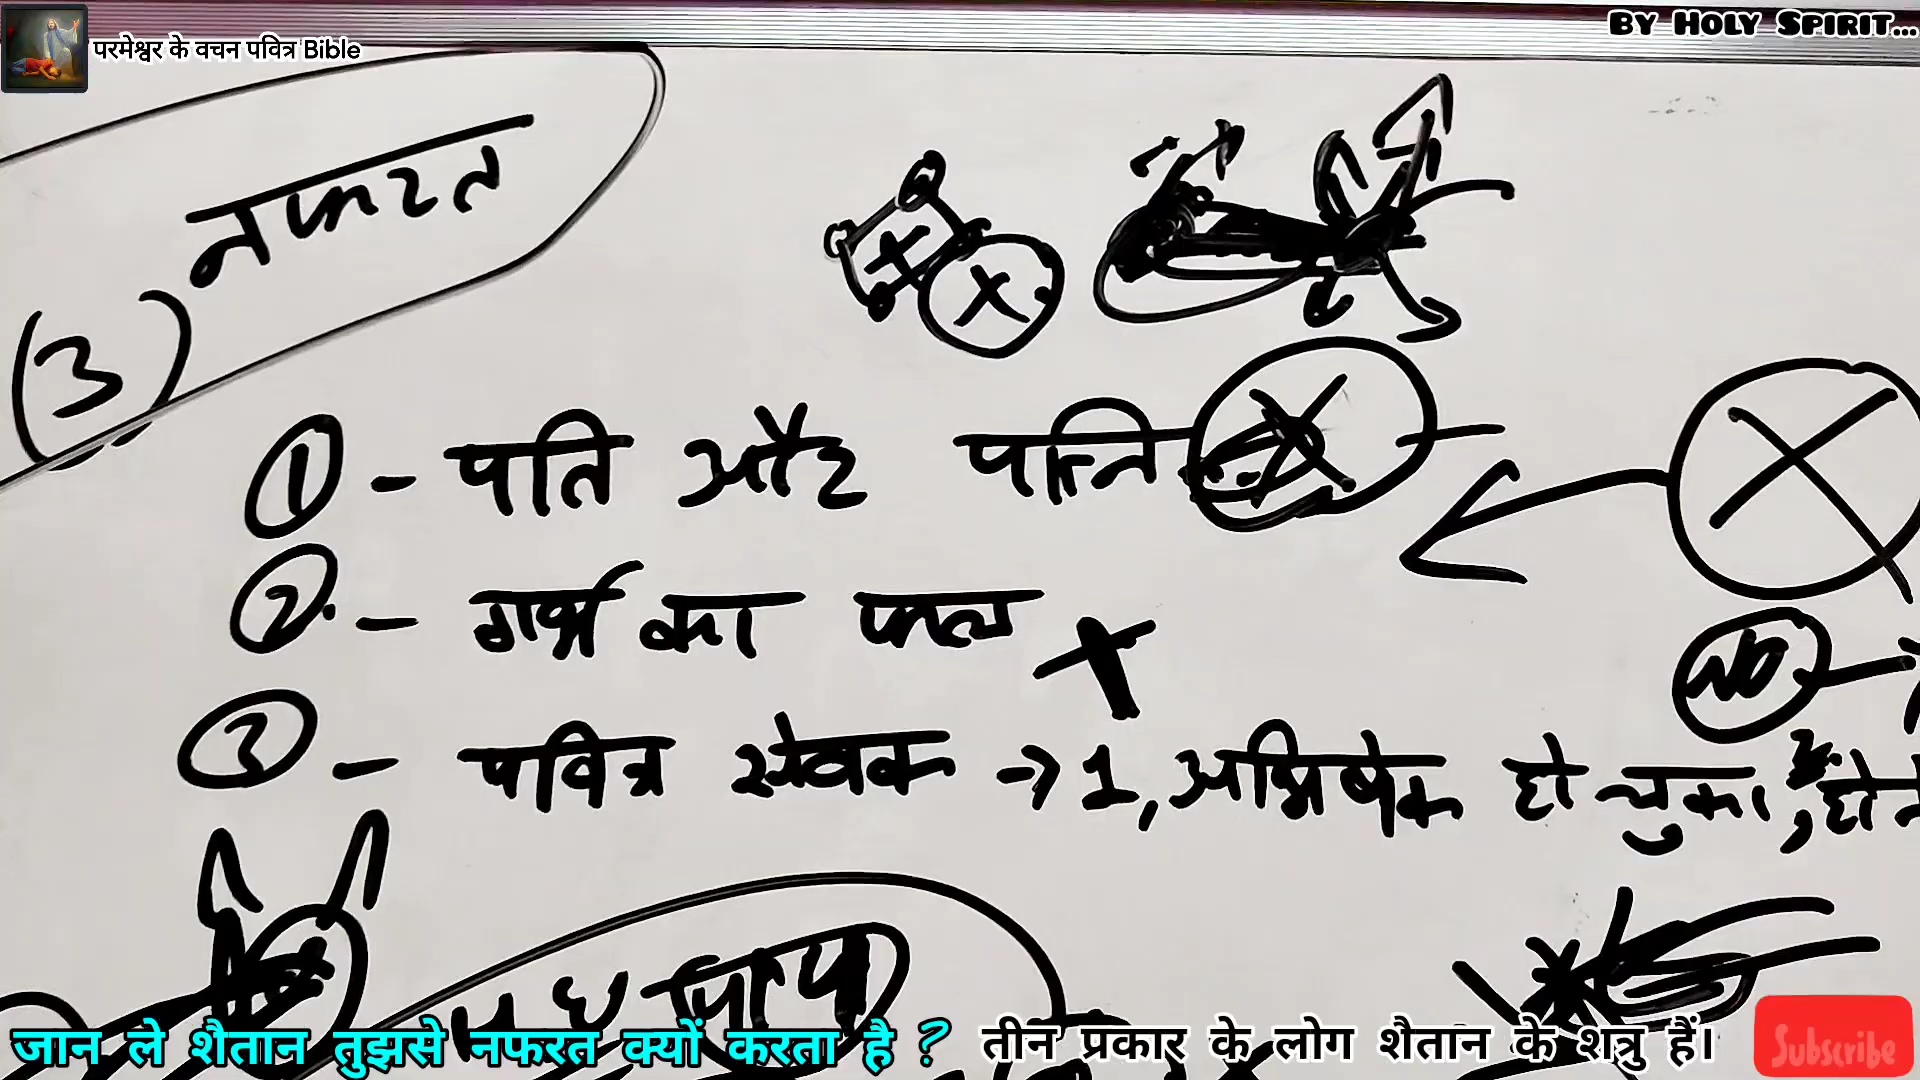 परमेश्वर के वचन पवित्र Bible
BY HOLY SPIRIT...
(3) नफरत
① - पति और पत्नि
② - गर्भ का फल
③ - पवित्र सेवक → 1, अभिषेक हो चुका,
NO
जान ले शैतान तुझसे नफरत क्यों करता है ? तीन प्रकार के लोग शैतान के शत्रु हैं।
Subscribe